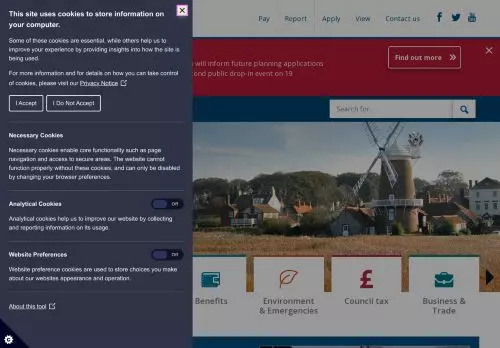 This site uses cookies to store information on
your computer.
Some of these cookies are essential, while others help us to
improve your experience by providing insights into how the site is
being used.
For more information and for details on how you can take control
of cookies, please visit our Privacy Notice
I Accept
I Do Not Accept
Necessary Cookies
Necessary cookies enable core functionality such as page
navigation and access to secure areas. The website cannot
function properly without these cookies, and can only be disabled
by changing your browser preferences.
Analytical Cookies
Off
Analytical cookies help us to improve our website by collecting
and reporting information on its usage.
Website Preferences
Off
Website preference cookies are used to store choices you make
about our websites appearance and operation.
About this tool
Pay Report Apply View Contact us
will inform future planning applications
second public drop-in event on 19
Find out more
Search for...
Benefits
Environment
& Emergencies
Council tax
Business &
Trade